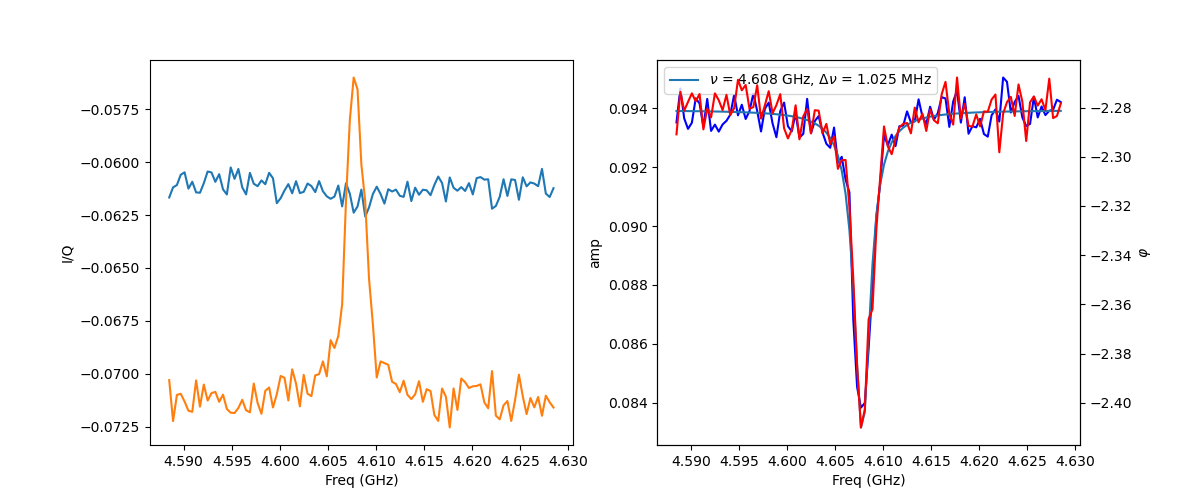 −0.0575
−0.0600
−0.0625
−0.0650
−0.0675
−0.0700
−0.0725
I/Q
4.590 4.595 4.600 4.605 4.610 4.615 4.620 4.625 4.630
Freq (GHz)
ν = 4.608 GHz, Δν = 1.025 MHz
0.094
0.092
0.090
0.088
0.086
0.084
amp
−2.28
−2.30
−2.32
−2.34
−2.36
−2.38
−2.40
φ
4.590 4.595 4.600 4.605 4.610 4.615 4.620 4.625 4.630
Freq (GHz)